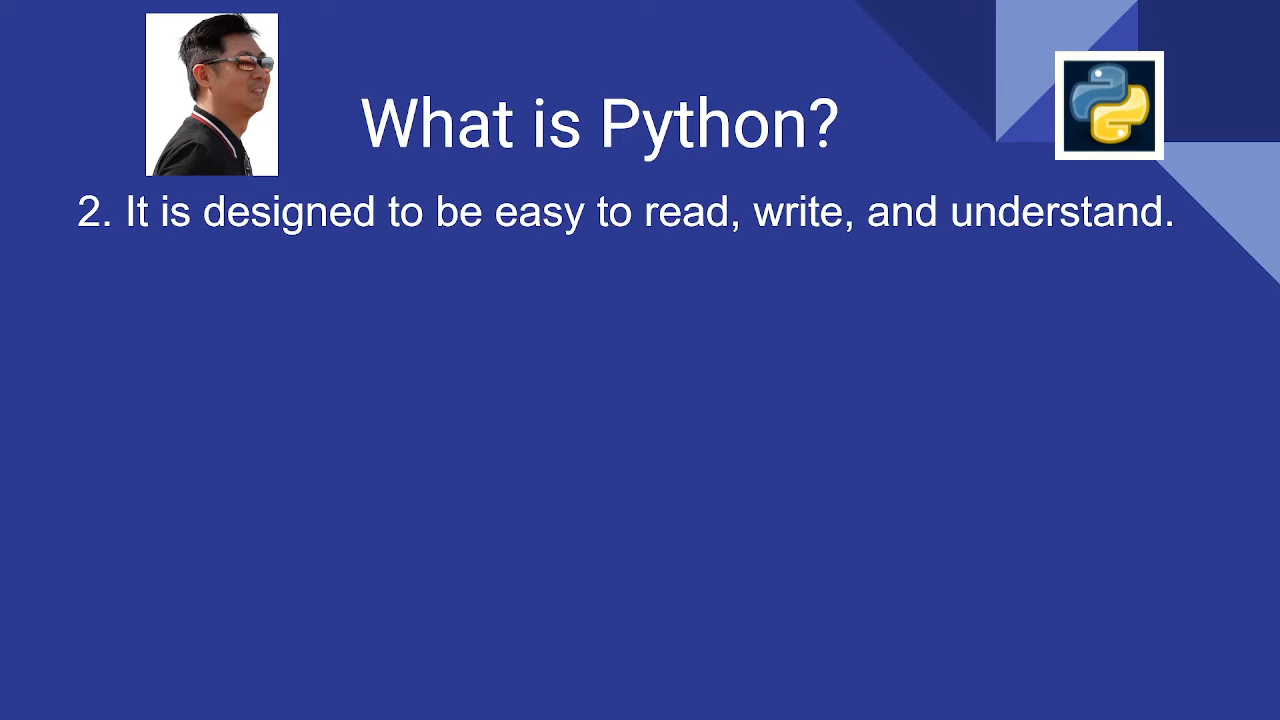 What is Python?
2. It is designed to be easy to read, write, and understand.